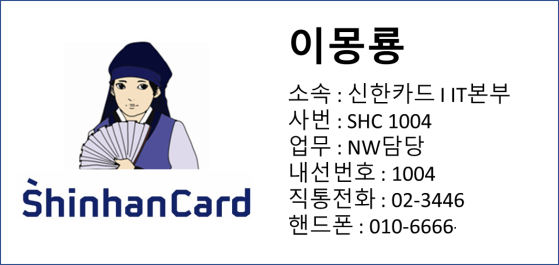 이몽룡
소속 : 신한카드 I IT본부
사번 : SHC 1004
업무 : NW담당
내선번호 : 1004
직통전화 : 02-3446
핸드폰 : 010-6666-
ShinhanCard